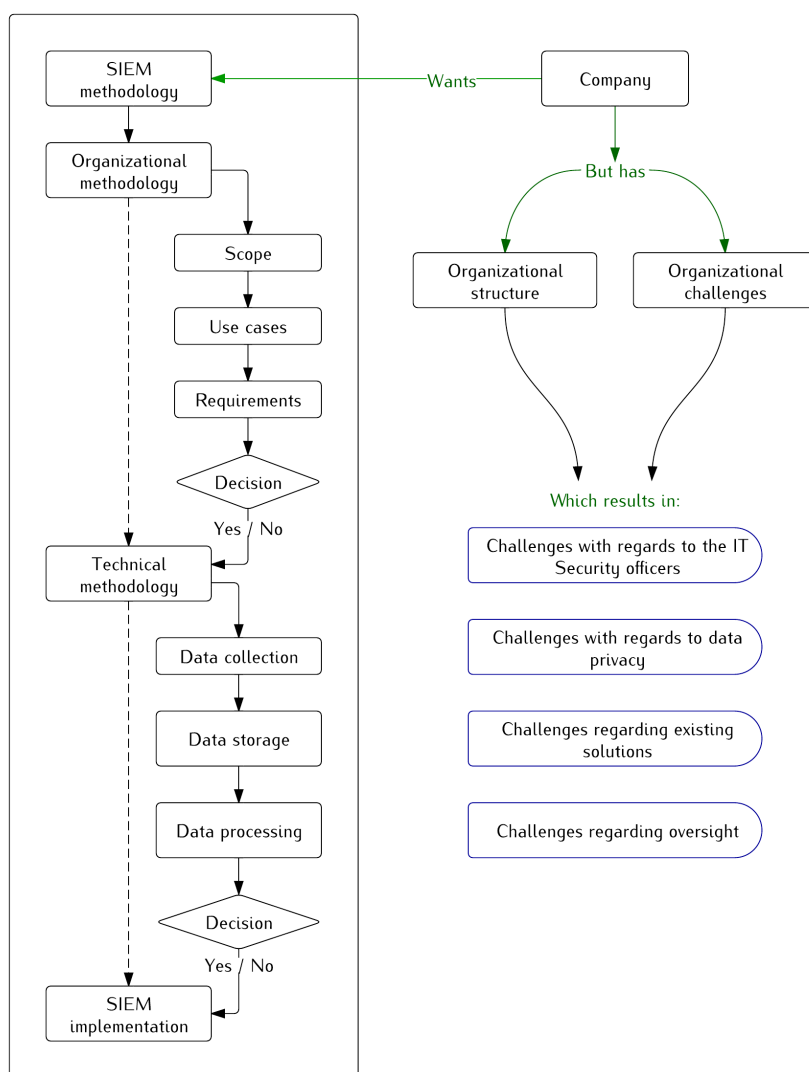 SIEM
methodology
Wants
Company
Organizational
methodology
But has
Scope
Organizational
structure
Organizational
challenges
Use cases
Requirements
Decision
Yes / No
Which results in:
Technical
methodology
Challenges with regards to the IT
Security officers
Data collection
Challenges with regards to data
privacy
Data storage
Challenges regarding existing
solutions
Data processing
Challenges regarding oversight
Decision
Yes / No
SIEM
implementation